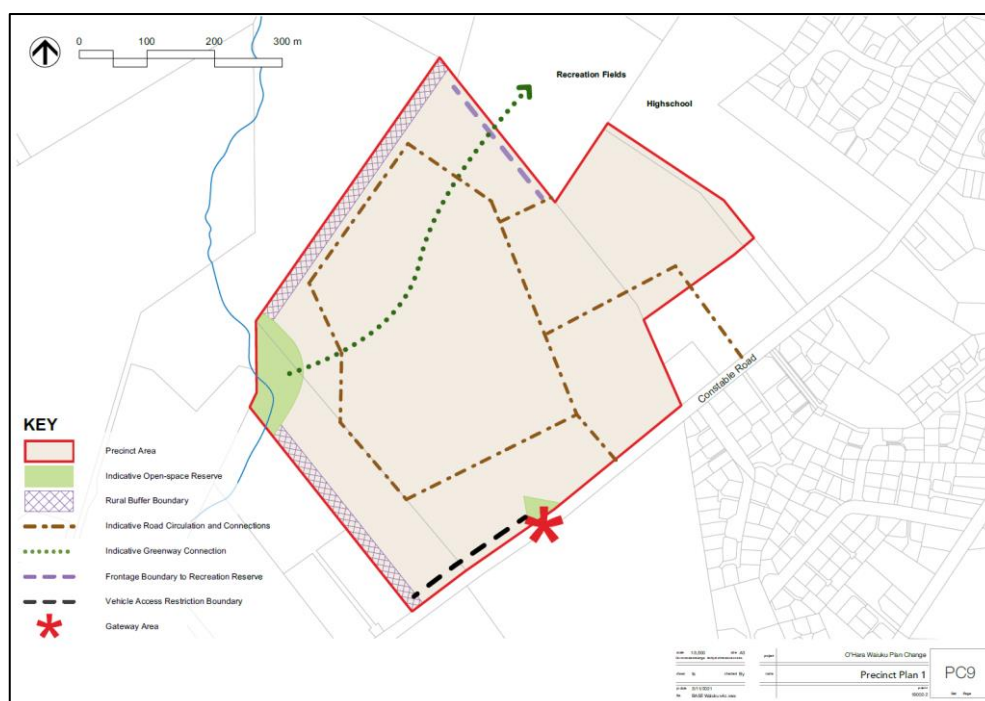 0 100 200 300 m
Recreation Fields
Highschool
Constable Road
KEY
Precinct Area
Indicative Open-space Reserve
Rural Buffer Boundary
Indicative Road Circulation and Connections
Indicative Greenway Connection
Frontage Boundary to Recreation Reserve
Vehicle Access Restriction Boundary
Gateway Area
project O'Hara Waiuku Plan Change
Precinct Plan 1
PC9